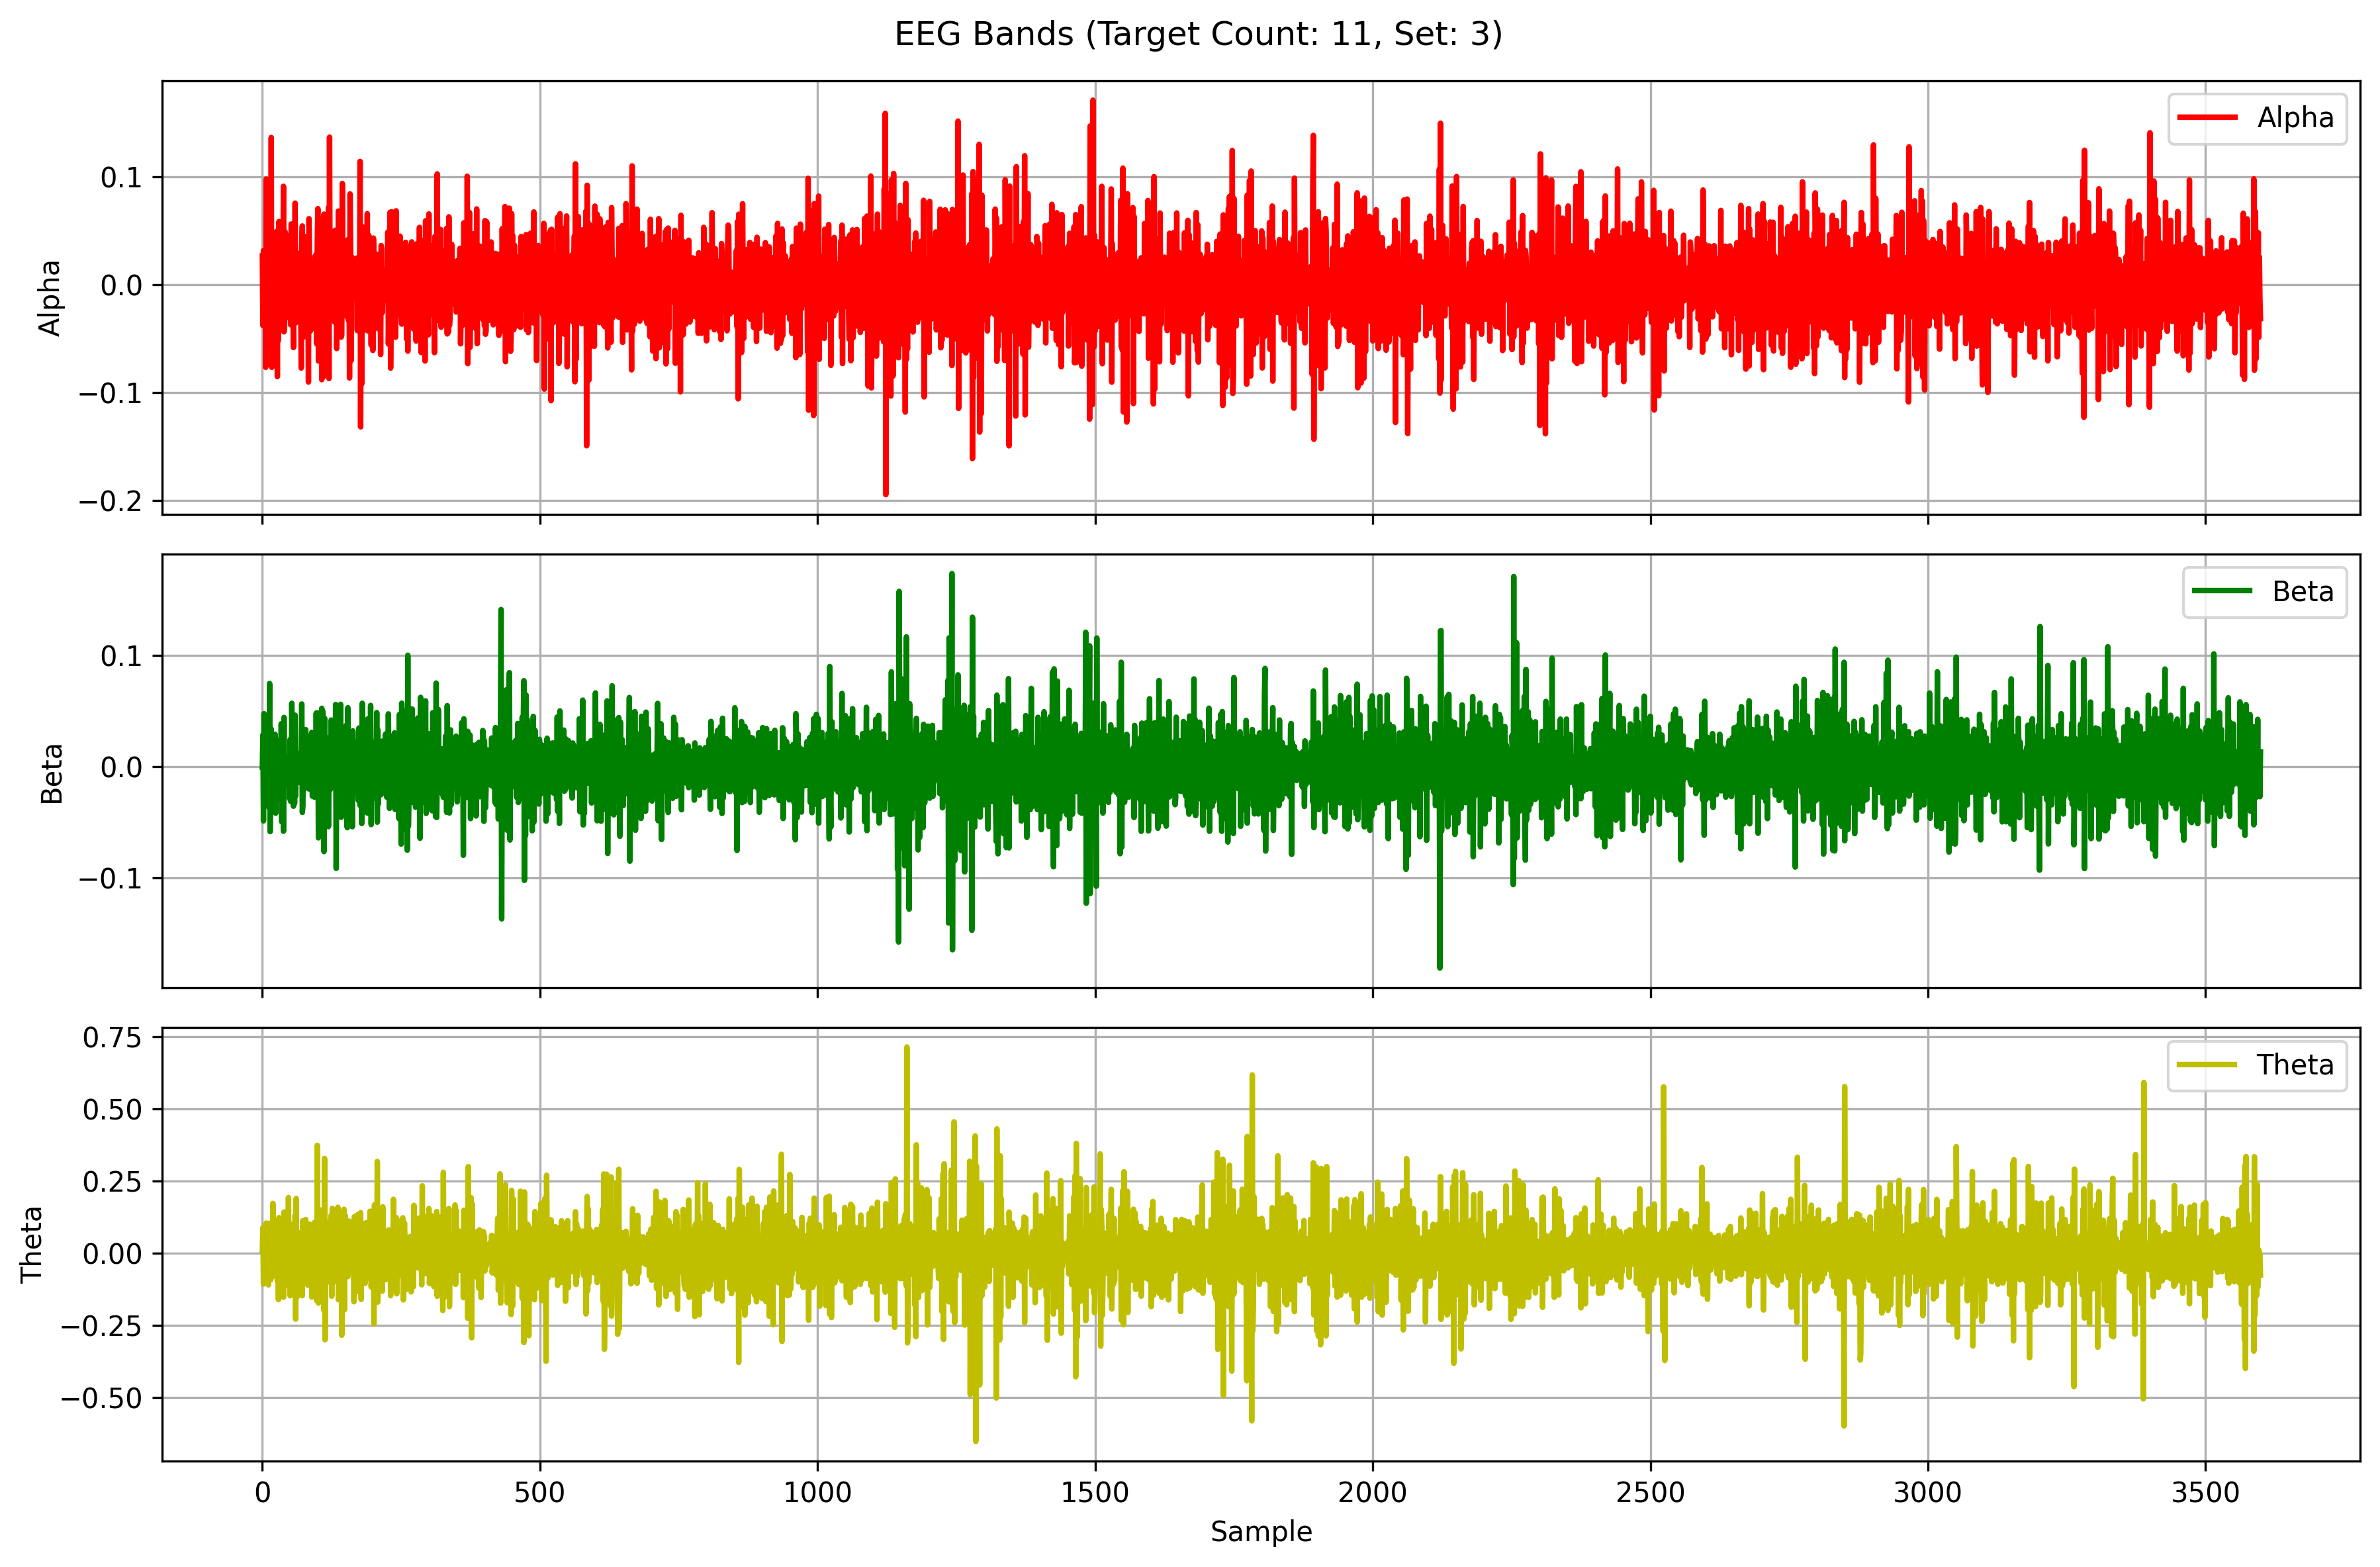 EEG Bands (Target Count: 11, Set: 3)
Alpha
0.1
0.0
−0.1
−0.2
Alpha
Beta
0.1
0.0
−0.1
Beta
Theta
0.75
0.50
0.25
0.00
−0.25
−0.50
Theta
0 500 1000 1500 2000 2500 3000 3500
Sample